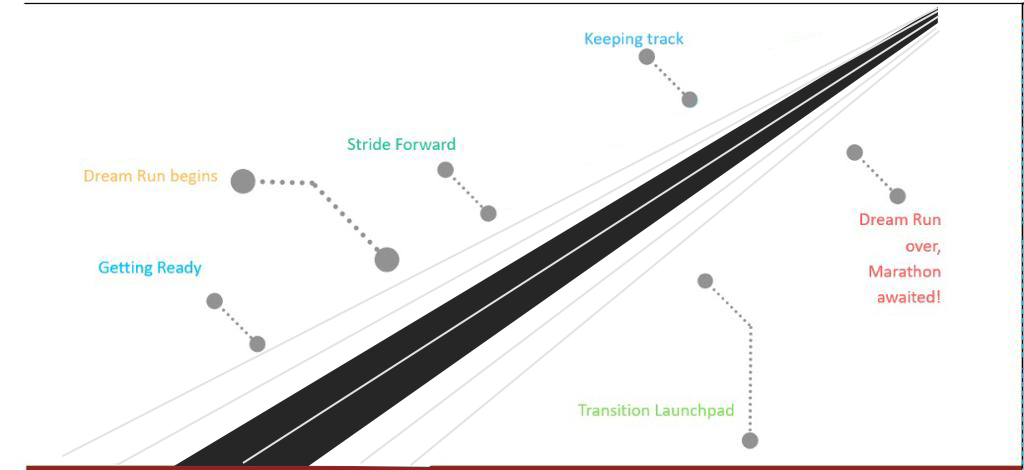 Keeping track
Stride Forward
Dream Run begins
Dream Run
over,
Marathon
awaited!
Getting Ready
Transition Launchpad